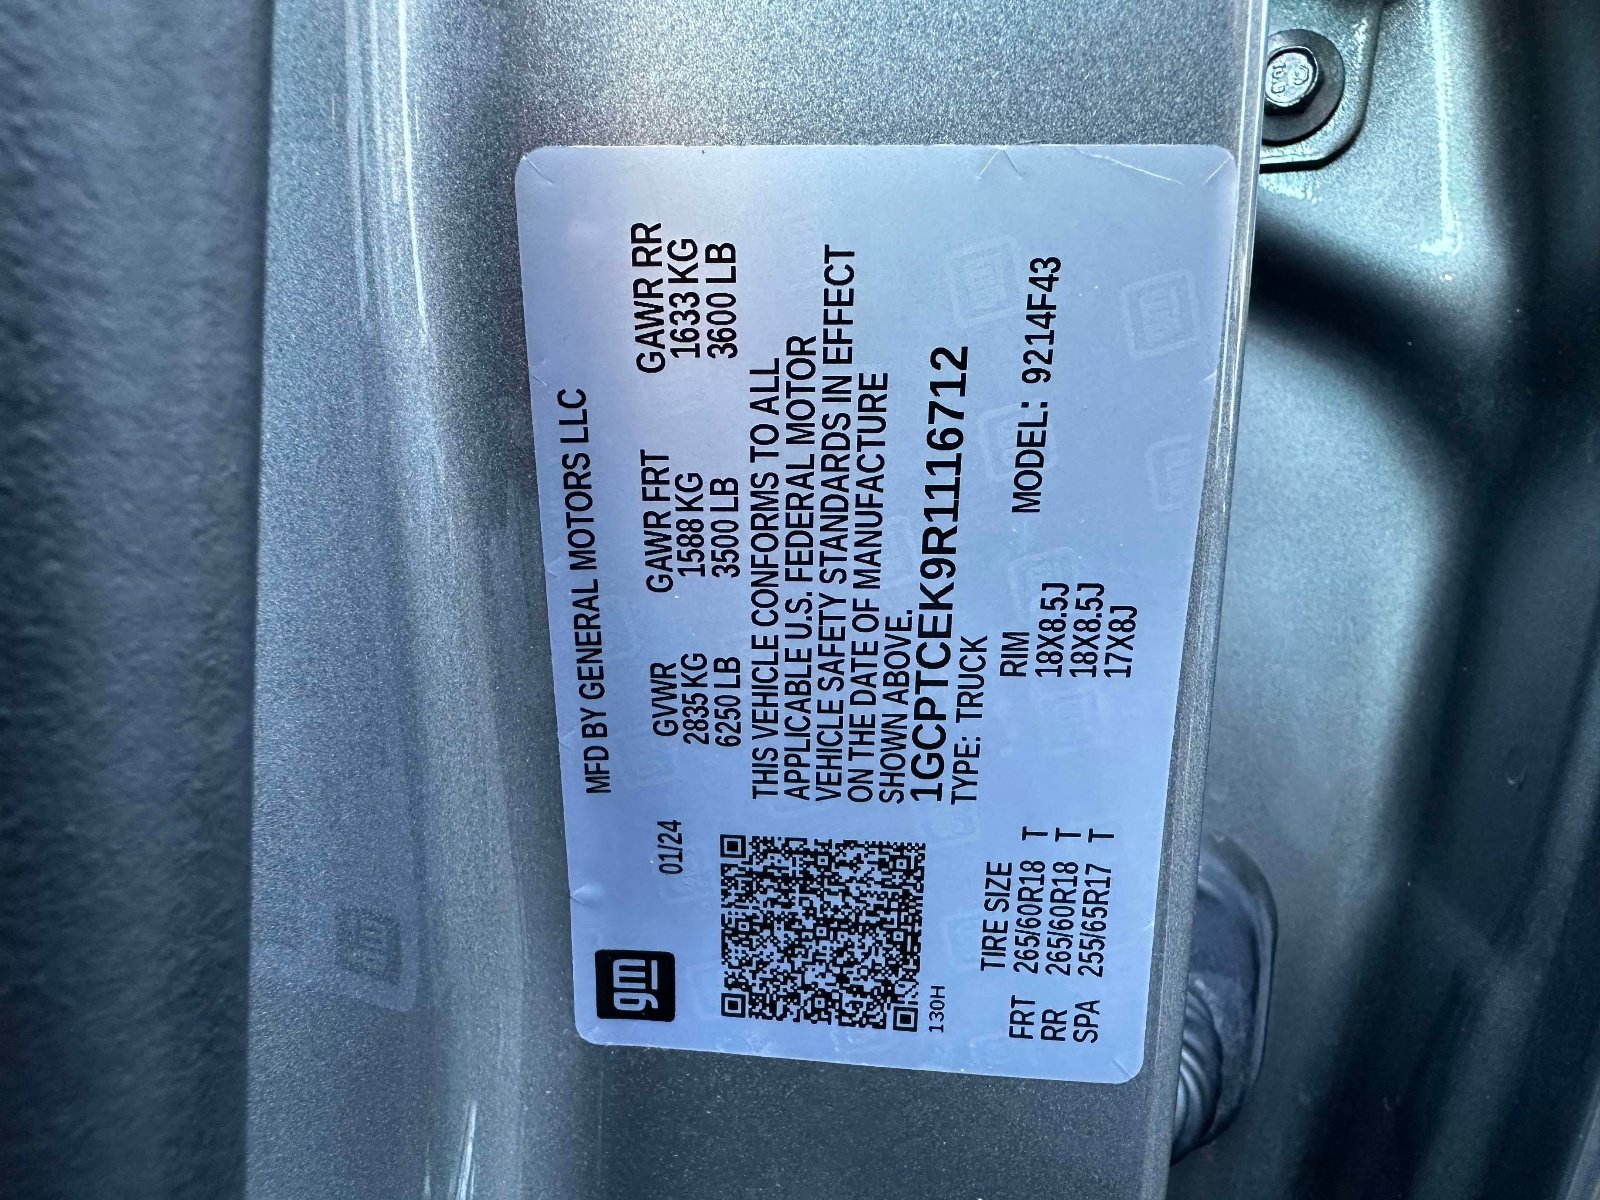 gm
01/24
MFD BY GENERAL MOTORS LLC
GVWR GAWR FRT GAWR RR
2835 KG 1588 KG 1633 KG
6250 LB 3500 LB 3600 LB
THIS VEHICLE CONFORMS TO ALL
APPLICABLE U.S. FEDERAL MOTOR
VEHICLE SAFETY STANDARDS IN EFFECT
ON THE DATE OF MANUFACTURE
SHOWN ABOVE.
1GCPTCEK9R1116712
TYPE: TRUCK
130H
TIRE SIZE RIM MODEL: 9214F43
FRT 265/60R18 T 18X8.5J
RR 265/60R18 T 18X8.5J
SPA 255/65R17 T 17X8J